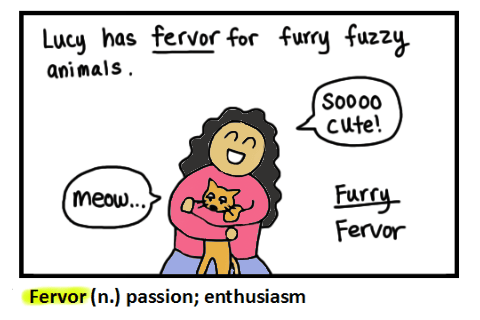 Lucy has fervor for furry fuzzy
animals.
Soooo
cute!
meow...
Furry
Fervor
Fervor (n.) passion; enthusiasm